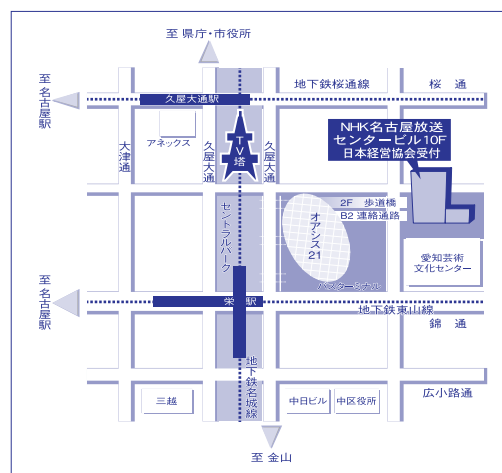 至 県庁・市役所
至 名古屋駅
久屋大通駅
地下鉄桜通線
桜 通
アネックス
大津通
久屋大通
TV塔
久屋大通
NHK名古屋放送
センタービル10F
日本経営協会受付
セントラルパーク
オアシス21
2F 歩道橋
B2 連絡通路
愛知芸術
文化センター
バスターミナル
至 名古屋駅
栄駅
地下鉄東山線
錦 通
地下鉄名城線
三越
中日ビル
中区役所
広小路通
至 金山